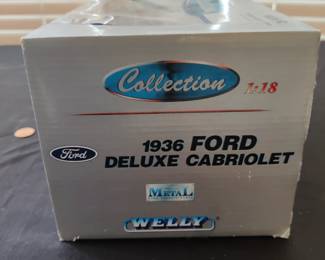 Collection
1:18
Ford
1936 FORD
DELUXE CABRIOLET
METAL
WELLY